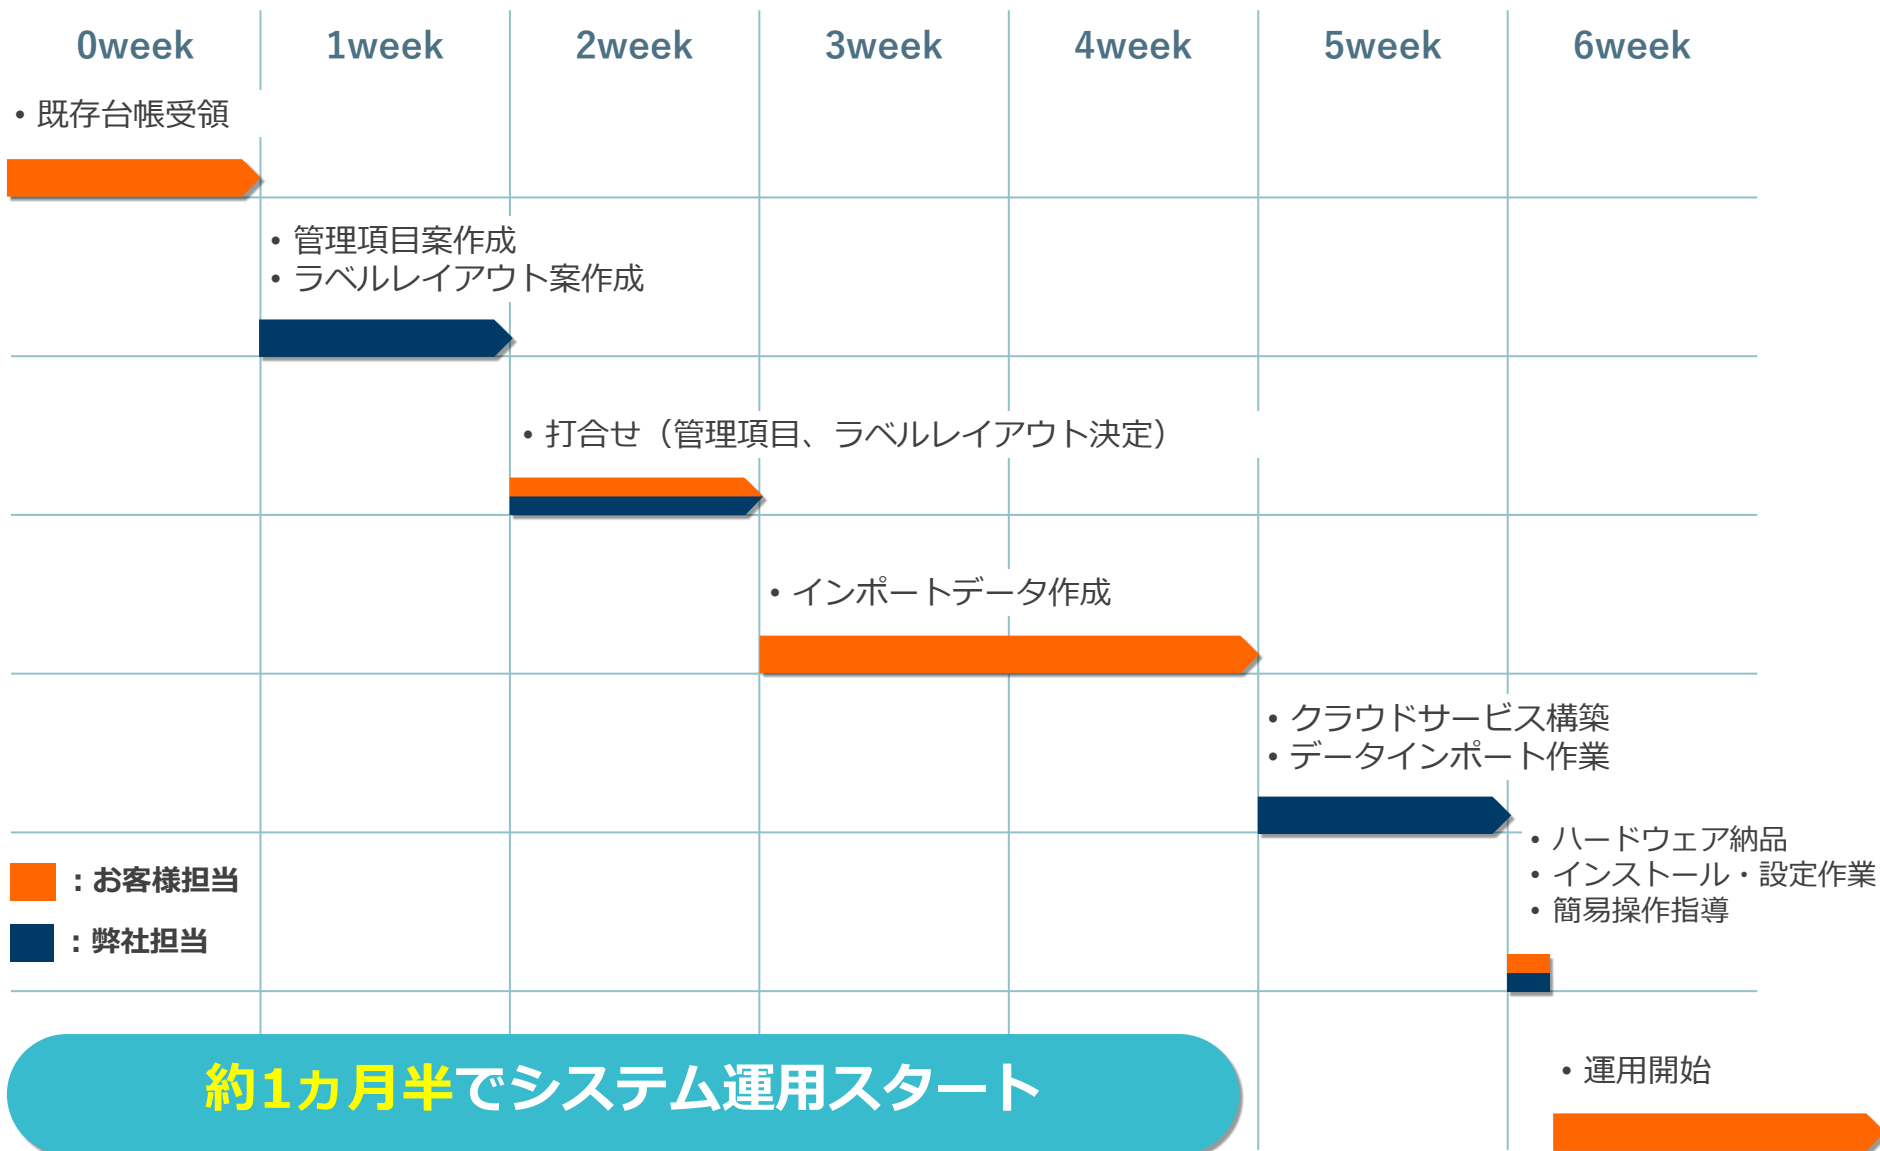 0week 1week 2week 3week 4week 5week 6week
・既存台帳受領
・管理項目案作成
・ラベルレイアウト案作成
・打合せ（管理項目、ラベルレイアウト決定）
・インポートデータ作成
・クラウドサービス構築
・データインポート作業
・ハードウェア納品
・インストール・設定作業
・簡易操作指導
：お客様担当
：弊社担当
約1ヵ月半でシステム運用スタート
・運用開始